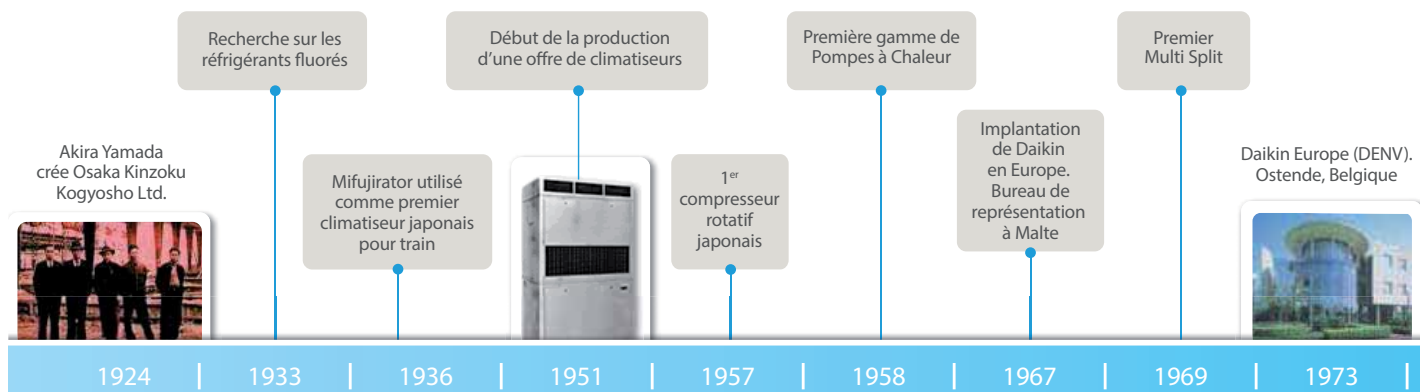 Recherche sur les
réfrigérants fluorés
Début de la production
d'une offre de climatiseurs
Première gamme de
Pompes à Chaleur
Premier
Multi Split
Akira Yamada
crée Osaka Kinzoku
Kogyosho Ltd.
Mifujirator utilisé
comme premier
climatiseur japonais
pour train
1er
compresseur
rotatif
japonais
Implantation
de Daikin
en Europe.
Bureau de
représentation
à Malte
Daikin Europe (DENV).
Ostende, Belgique
1924 | 1933 | 1936 | 1951 | 1957 | 1958 | 1967 | 1969 | 1973 |